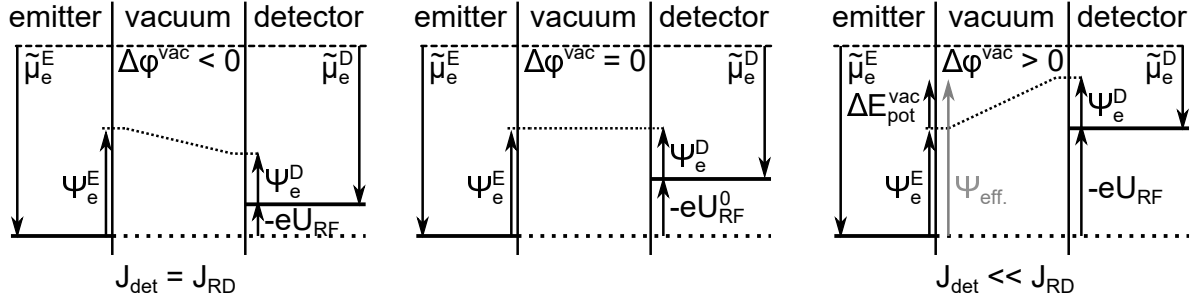 emitter vacuum detector
μ̃ₑᴱ Δφᵛᵃᶜ < 0 μ̃ₑᴰ
Ψₑᴱ Ψₑᴰ
-eU_RF
J_det = J_RD
emitter vacuum detector
μ̃ₑᴱ Δφᵛᵃᶜ = 0 μ̃ₑᴰ
Ψₑᴱ Ψₑᴰ
-eU⁰_RF
emitter vacuum detector
μ̃ₑᴱ Δφᵛᵃᶜ > 0 μ̃ₑᴰ
ΔE_pot^vac Ψₑᴰ
Ψₑᴱ Ψ_eff. -eU_RF
J_det << J_RD